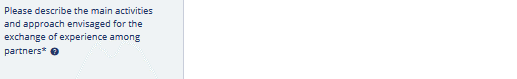 Please describe the main activities
and approach envisaged for the
exchange of experience among
partners* ?